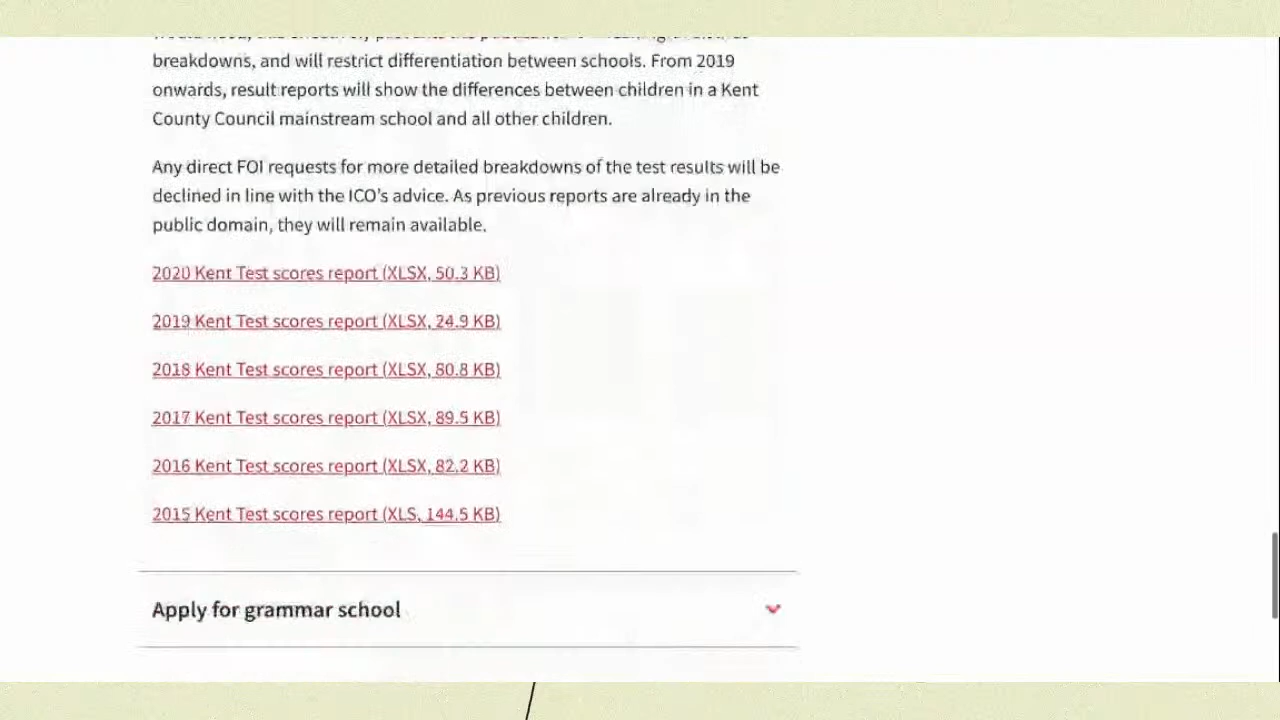 breakdowns, and will restrict differentiation between schools. From 2019
onwards, result reports will show the differences between children in a Kent
County Council mainstream school and all other children.
Any direct FOI requests for more detailed breakdowns of the test results will be
declined in line with the ICO's advice. As previous reports are already in the
public domain, they will remain available.
2020 Kent Test scores report (XLSX, 50.3 KB)
2019 Kent Test scores report (XLSX, 24.9 KB)
2018 Kent Test scores report (XLSX, 80.8 KB)
2017 Kent Test scores report (XLSX, 89.5 KB)
2016 Kent Test scores report (XLSX, 82.2 KB)
2015 Kent Test scores report (XLS, 144.5 KB)
Apply for grammar school